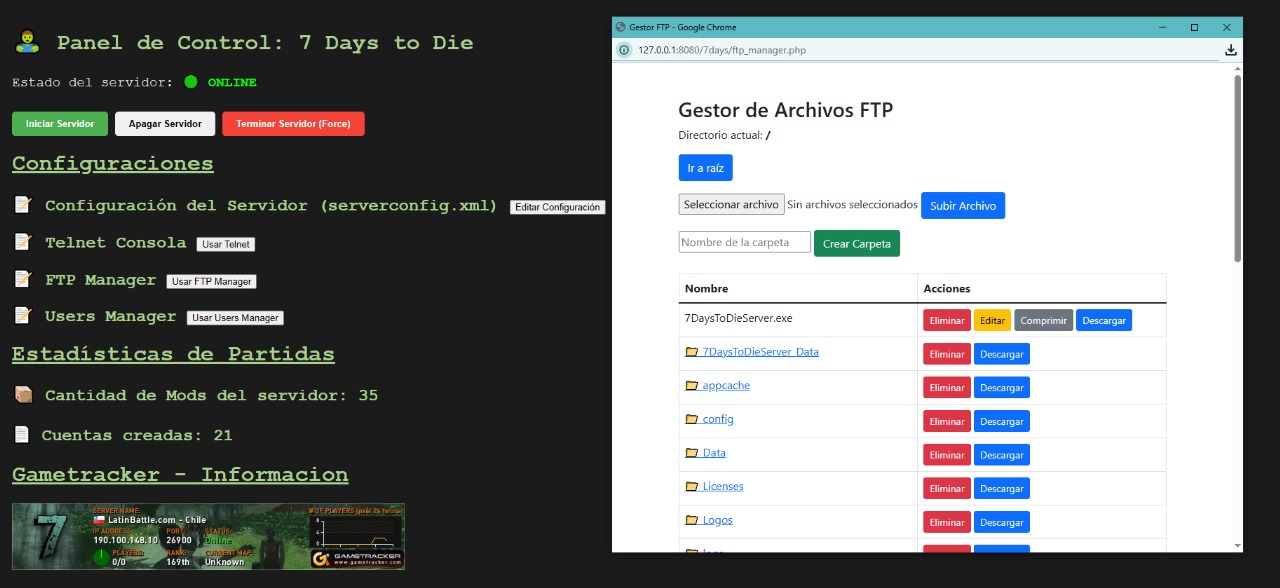 Panel de Control: 7 Days to Die
Estado del servidor: ONLINE
Iniciar Servidor Apagar Servidor Terminar Servidor (Force)
Configuraciones
Configuración del Servidor (serverconfig.xml) Editar Configuración
Telnet Consola Usar Telnet
FTP Manager Usar FTP Manager
Users Manager Usar Users Manager
Estadísticas de Partidas
Cantidad de Mods del servidor: 35
Cuentas creadas: 21
Gametracker - Informacion
SERVER NAME:
LatinBattle.com - Chile
IP ADDRESS: PORT: STATUS:
190.100.148.10 26900 Online
PLAYERS: RANK: CURRENT MAP:
0/0 169th Unknown
# OF PLAYERS (past 24 hours)
GAMETRACKER
www.gametracker.com
Gestor FTP - Google Chrome
127.0.0.1:8080/7days/ftp_manager.php
Gestor de Archivos FTP
Directorio actual: /
Ir a raíz
Seleccionar archivo Sin archivos seleccionados Subir Archivo
Nombre de la carpeta Crear Carpeta
Nombre Acciones
7DaysToDieServer.exe Eliminar Editar Comprimir Descargar
7DaysToDieServer_Data Eliminar Descargar
appcache Eliminar Descargar
config Eliminar Descargar
Data Eliminar Descargar
Licenses Eliminar Descargar
Logos Eliminar Descargar